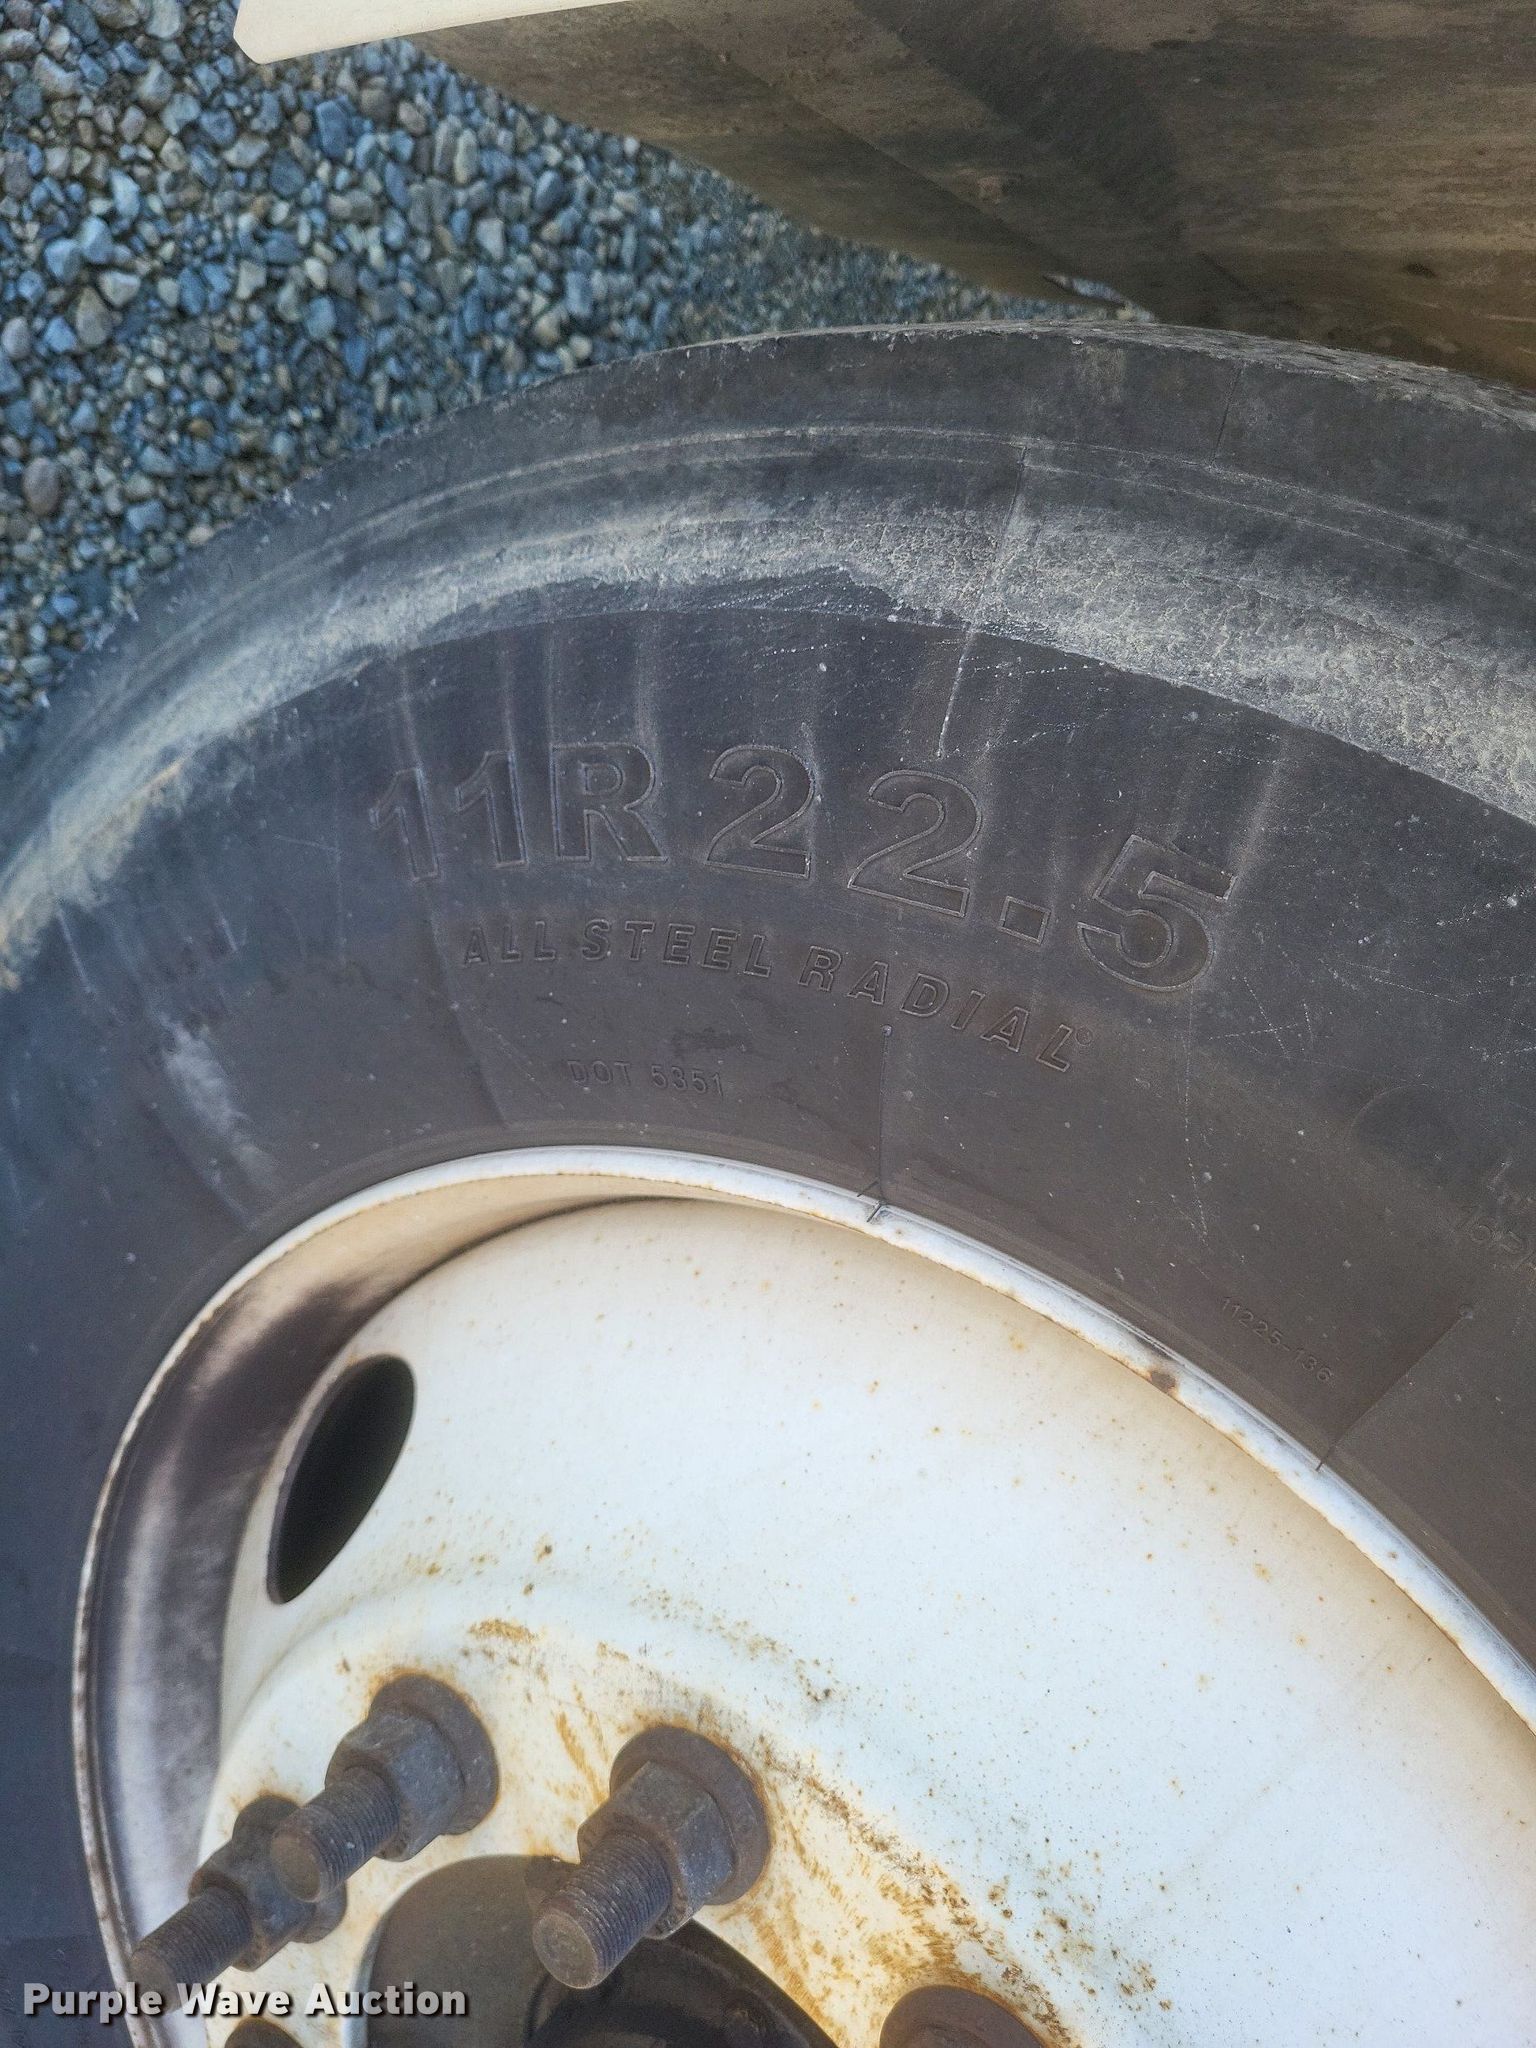 11R22.5
ALL STEEL RADIAL®
DOT 5351
11225-136
Purple Wave Auction